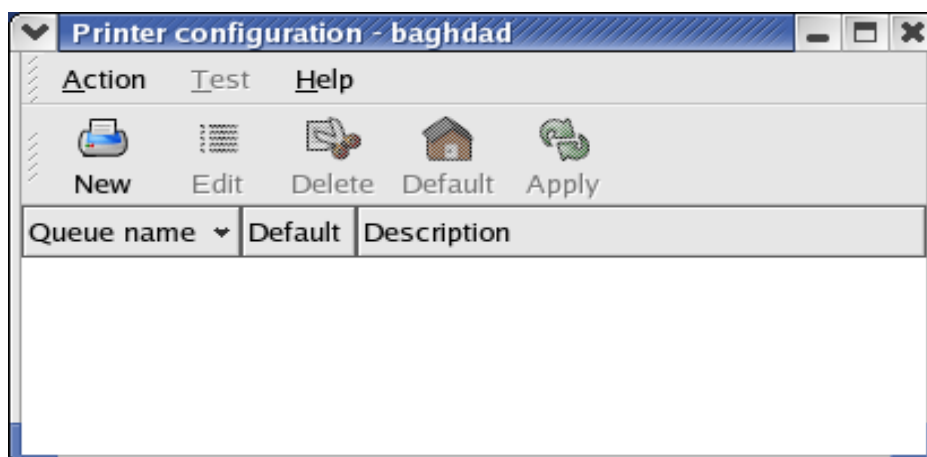 Printer configuration - baghdad
Action Test Help
New Edit Delete Default Apply
Queue name Default Description